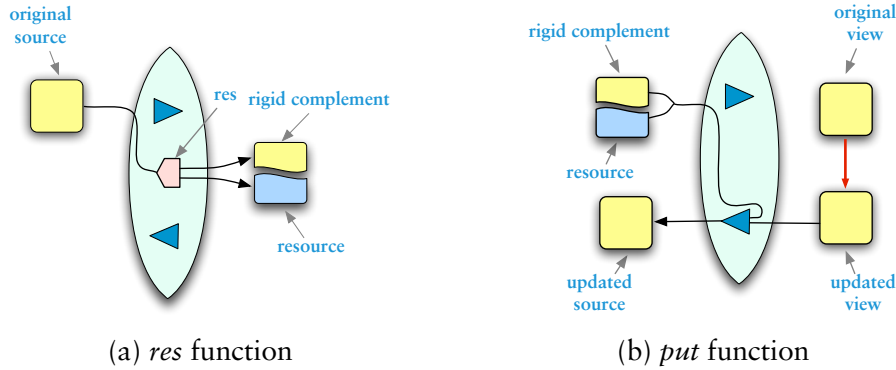 original
source
res
rigid complement
resource
(a) res function
rigid complement
resource
original
view
updated
source
updated
view
(b) put function